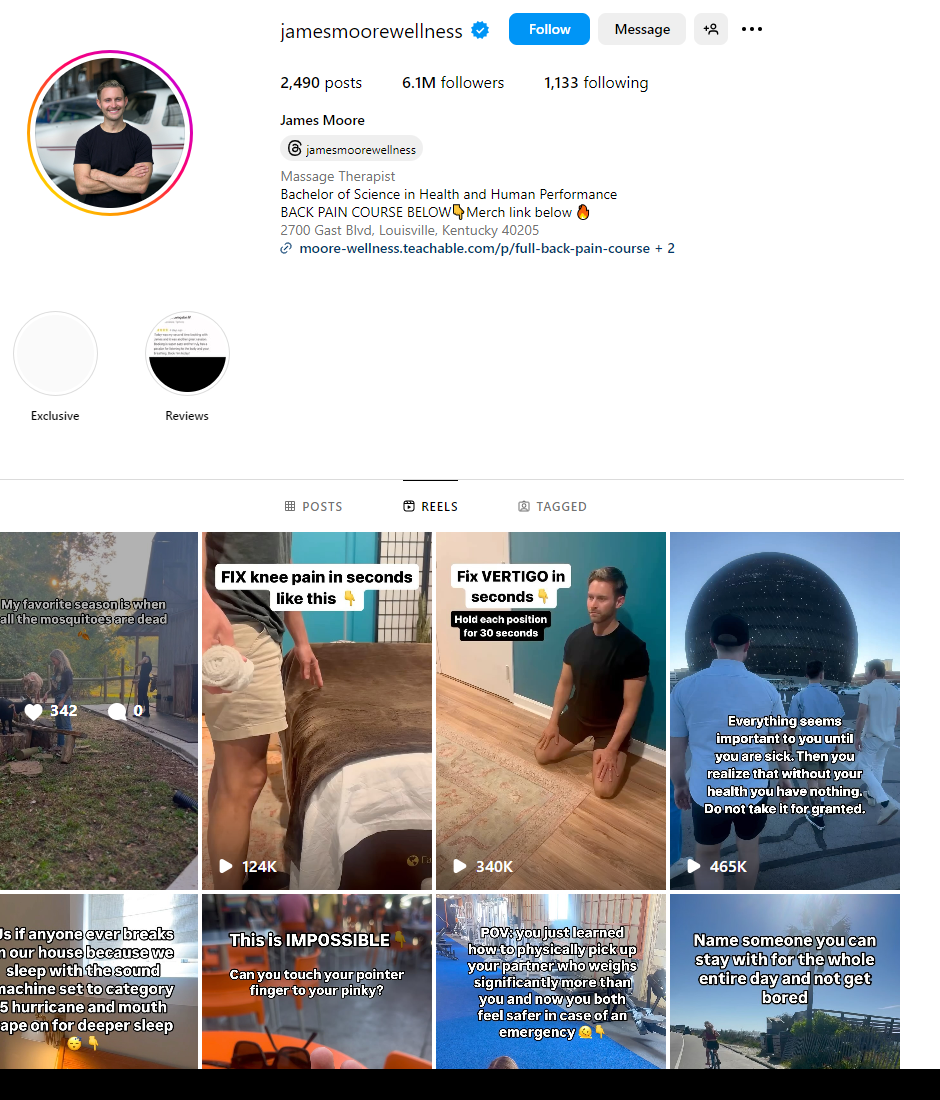 jamesmoorewellness Follow Message
2,490 posts 6.1M followers 1,133 following
James Moore
jamesmoorewellness
Massage Therapist
Bachelor of Science in Health and Human Performance
BACK PAIN COURSE BELOW👇Merch link below 🔥
2700 Gast Blvd, Louisville, Kentucky 40205
moore-wellness.teachable.com/p/full-back-pain-course + 2
Exclusive
Reviews
POSTS
REELS
TAGGED
My favorite season is when
all the mosquitoes are dead
342 0
FIX knee pain in seconds
like this 👇
124K
Fix VERTIGO in
seconds👇
Hold each position
for 30 seconds
340K
Everything seems
important to you until
you are sick. Then you
realize that without your
health you have nothing.
Do not take it for granted.
465K
if anyone ever breaks
our house because we
sleep with the sound
set to category
5 hurricane and mouth
on for deeper sleep
😴👇
This is IMPOSSIBLE 👇
Can you touch your pointer
finger to your pinky?
POV: you just learned
how to physically pick up
your partner who weighs
significantly more than
you and now you both
feel safer in case of an
emergency 🤗👇
Name someone you can
stay with for the whole
entire day and not get
bored